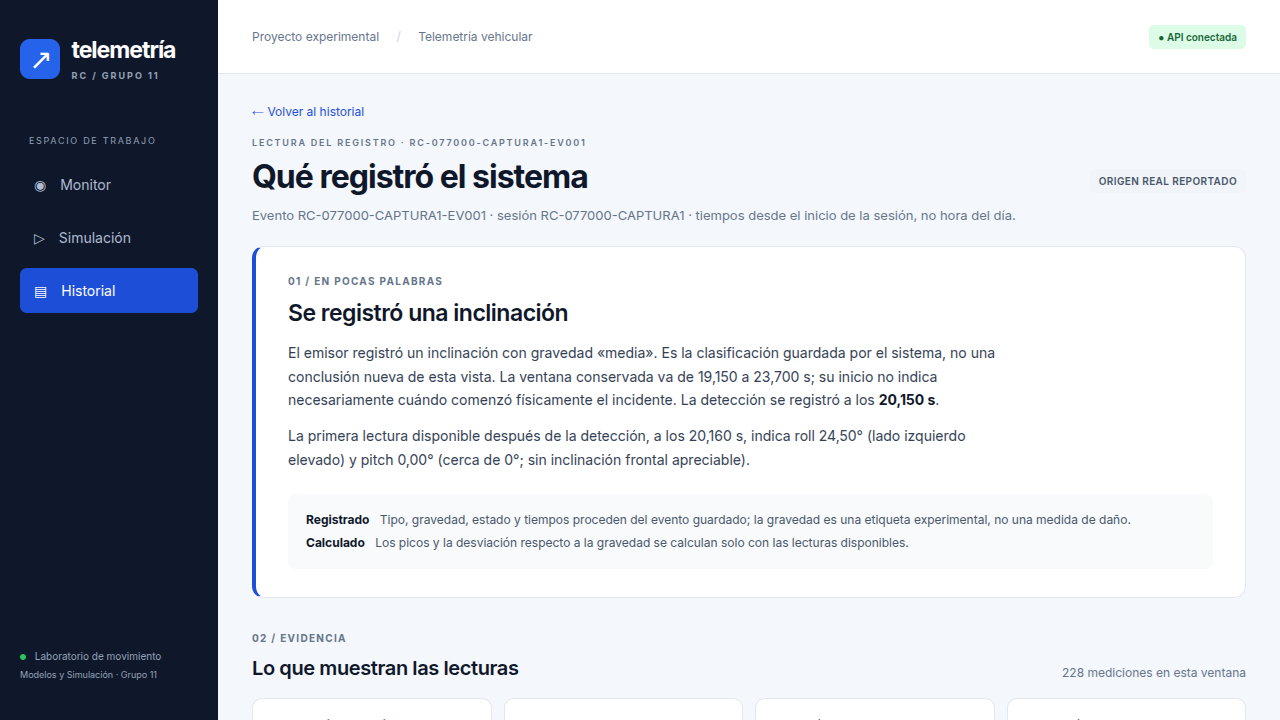 telemetría
RC / GRUPO 11
ESPACIO DE TRABAJO
Monitor
Simulación
Historial
Laboratorio de movimiento
Modelos y Simulación · Grupo 11
Proyecto experimental / Telemetría vehicular
● API conectada
← Volver al historial
LECTURA DEL REGISTRO · RC-077000-CAPTURA1-EV001
Qué registró el sistema
ORIGEN REAL REPORTADO
Evento RC-077000-CAPTURA1-EV001 · sesión RC-077000-CAPTURA1 · tiempos desde el inicio de la sesión, no hora del día.
01 / EN POCAS PALABRAS
Se registró una inclinación
El emisor registró un inclinación con gravedad «media». Es la clasificación guardada por el sistema, no una
conclusión nueva de esta vista. La ventana conservada va de 19,150 a 23,700 s; su inicio no indica
necesariamente cuándo comenzó físicamente el incidente. La detección se registró a los 20,150 s.
La primera lectura disponible después de la detección, a los 20,160 s, indica roll 24,50° (lado izquierdo
elevado) y pitch 0,00° (cerca de 0°; sin inclinación frontal apreciable).
Registrado Tipo, gravedad, estado y tiempos proceden del evento guardado; la gravedad es una etiqueta experimental, no una medida de daño.
Calculado Los picos y la desviación respecto a la gravedad se calculan solo con las lecturas disponibles.
02 / EVIDENCIA
Lo que muestran las lecturas
228 mediciones en esta ventana